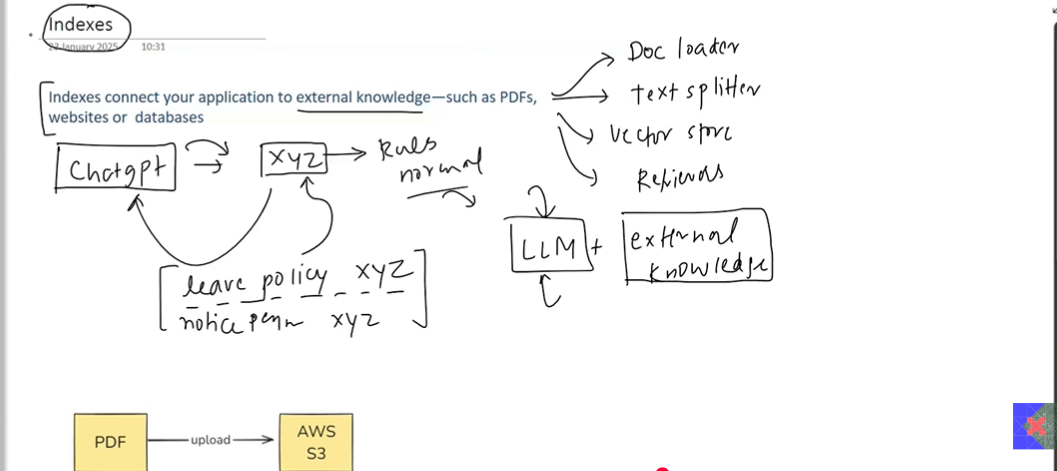 Indexes
22 January 2025 10:31
Indexes connect your application to external knowledge—such as PDFs,
websites or databases
Doc loader
text splitter
Vector store
Retrievers
Chatgpt
XYZ
Rules
normal
LLM +
external
knowledge
leave policy XYZ
notice xyz
PDF
upload
AWS
S3